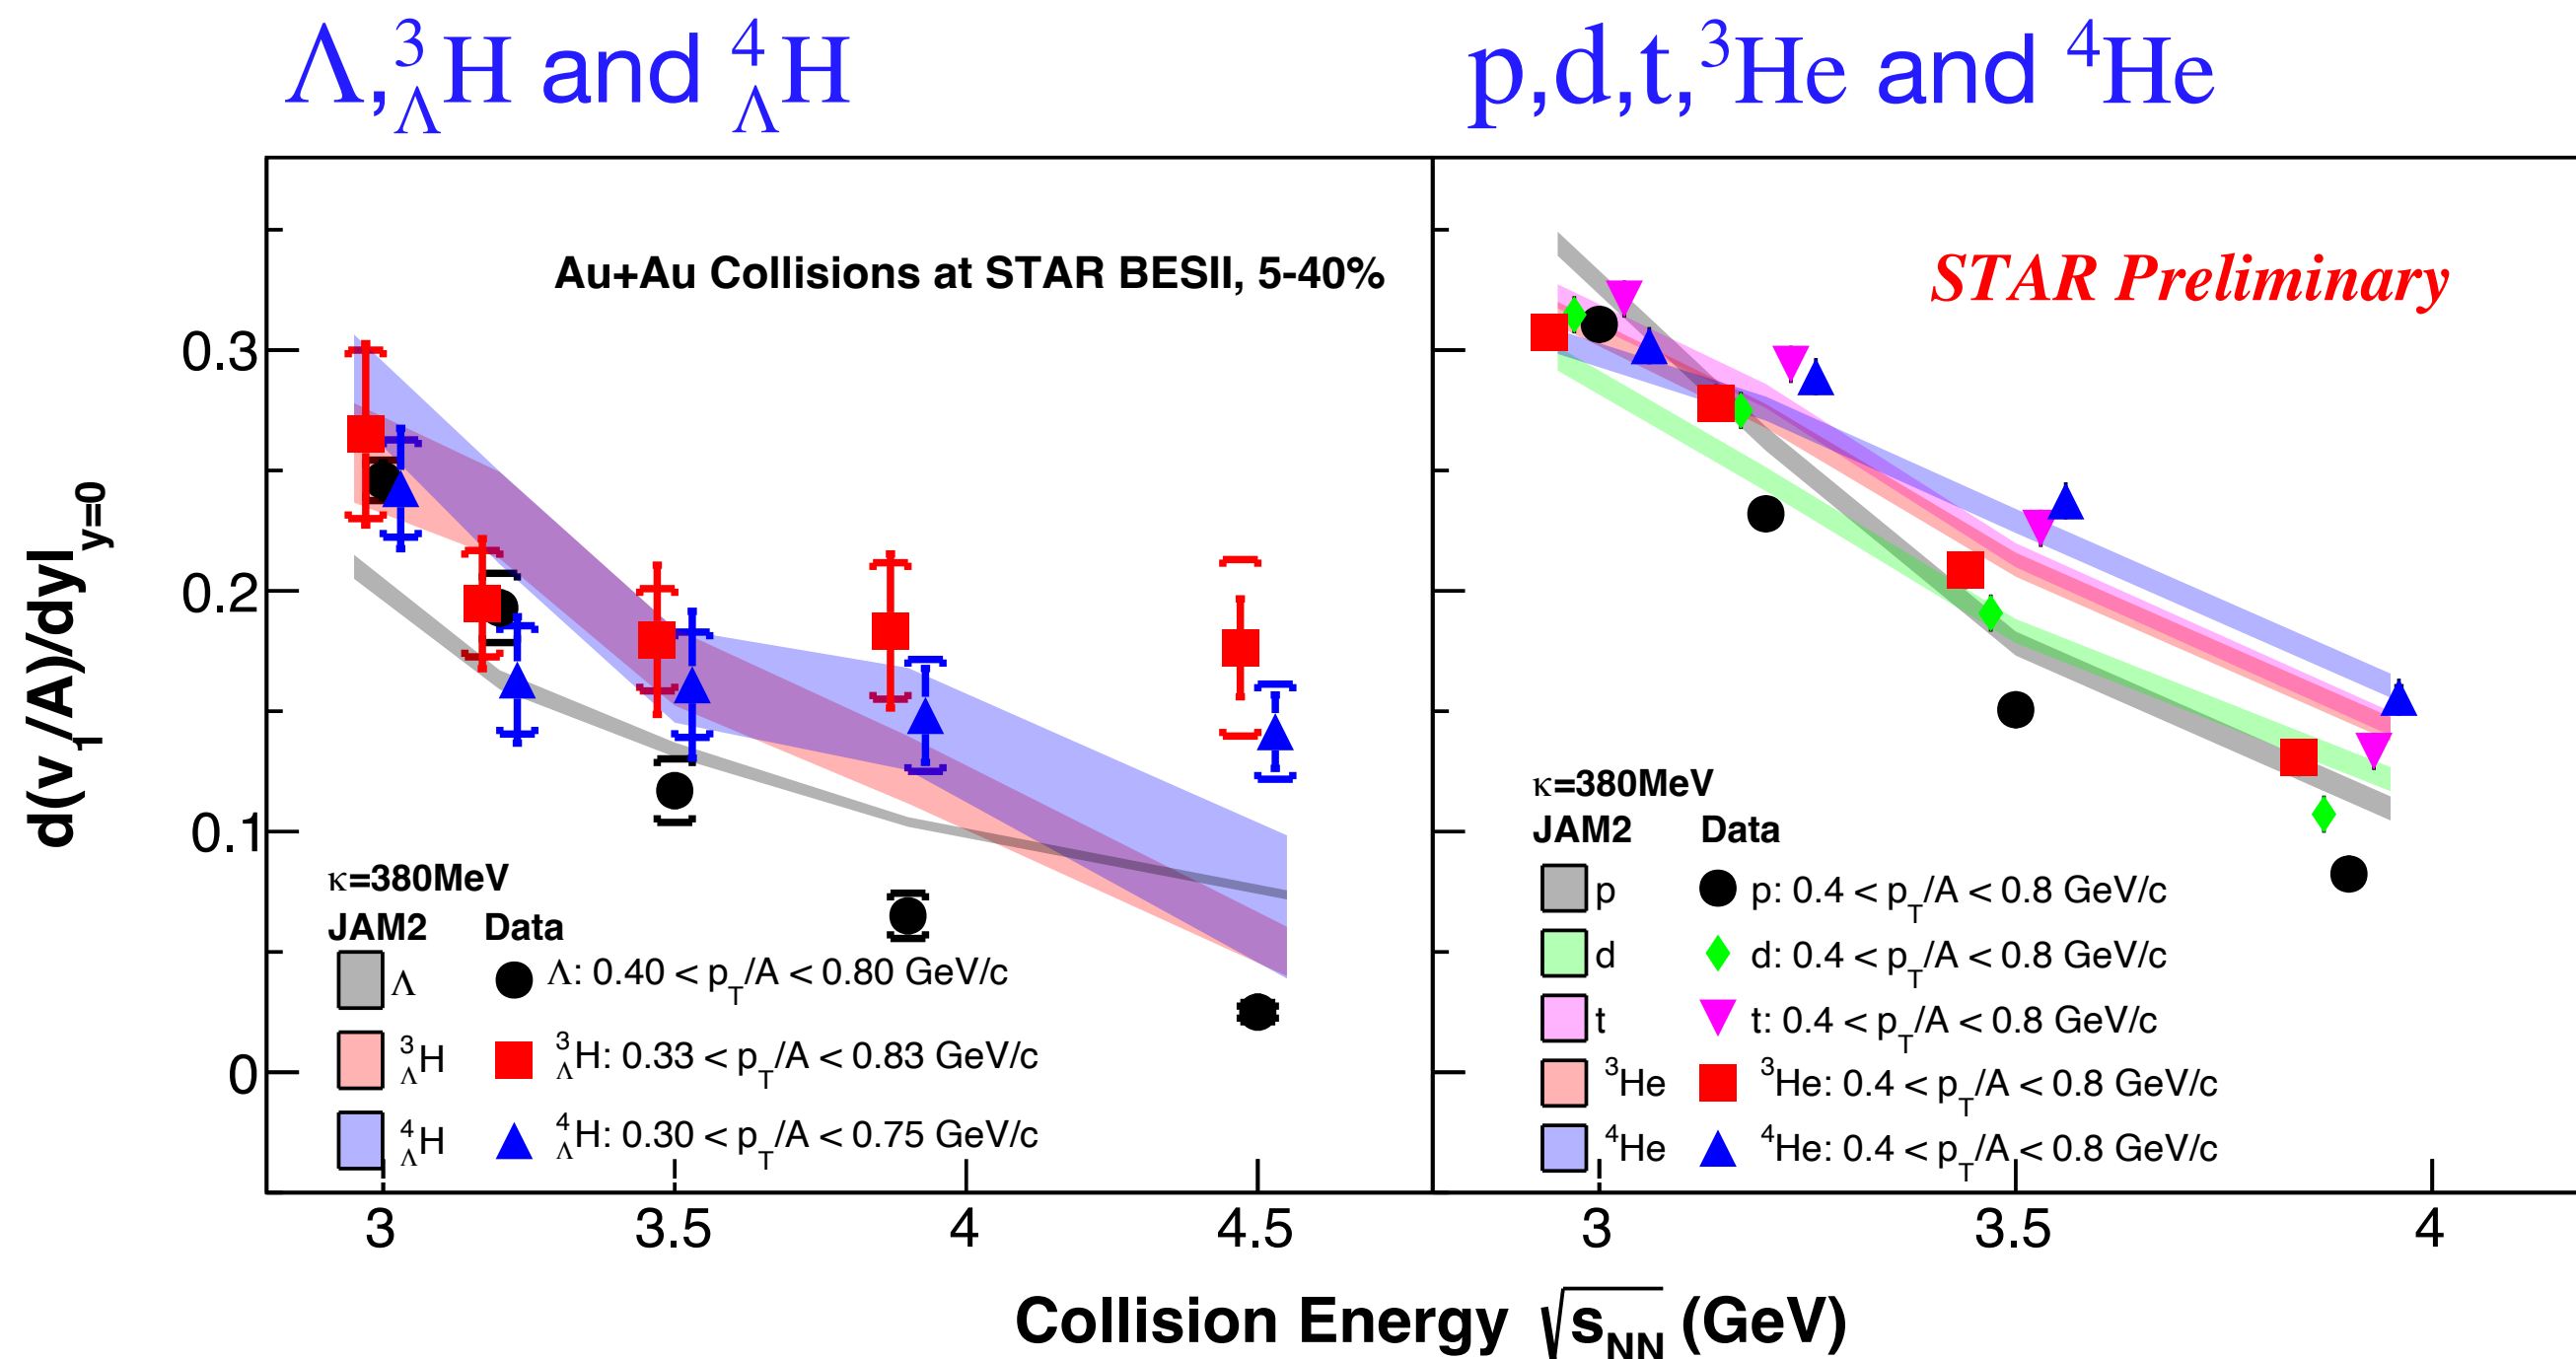 Λ, ³ΛH and ⁴ΛH
p,d,t,³He and ⁴He
d(v₁/A)/dy|y=0
Au+Au Collisions at STAR BESII, 5-40%
0.3
0.2
0.1
0
κ=380MeV
JAM2 Data
Λ Λ: 0.40 < pT/A < 0.80 GeV/c
³ΛH ³ΛH: 0.33 < pT/A < 0.83 GeV/c
⁴ΛH ⁴ΛH: 0.30 < pT/A < 0.75 GeV/c
3 3.5 4 4.5
STAR Preliminary
κ=380MeV
JAM2 Data
p p: 0.4 < pT/A < 0.8 GeV/c
d d: 0.4 < pT/A < 0.8 GeV/c
t t: 0.4 < pT/A < 0.8 GeV/c
³He ³He: 0.4 < pT/A < 0.8 GeV/c
⁴He ⁴He: 0.4 < pT/A < 0.8 GeV/c
3 3.5 4
Collision Energy √sNN (GeV)